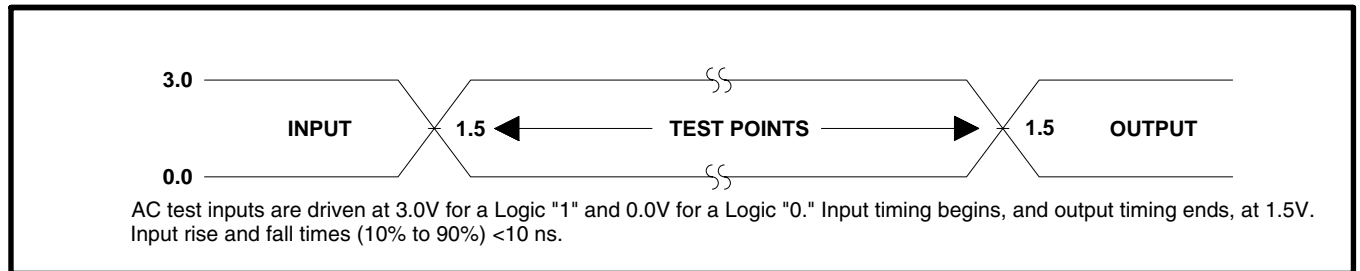 3.0
INPUT 1.5 TEST POINTS 1.5 OUTPUT
0.0
AC test inputs are driven at 3.0V for a Logic "1" and 0.0V for a Logic "0." Input timing begins, and output timing ends, at 1.5V.
Input rise and fall times (10% to 90%) <10 ns.